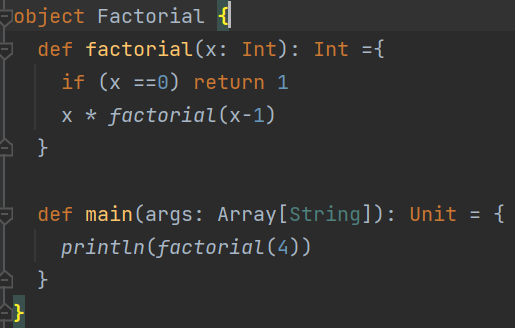 object Factorial {
  def factorial(x: Int): Int ={
    if (x ==0) return 1
    x * factorial(x-1)
  }

  def main(args: Array[String]): Unit = {
    println(factorial(4))
  }
}